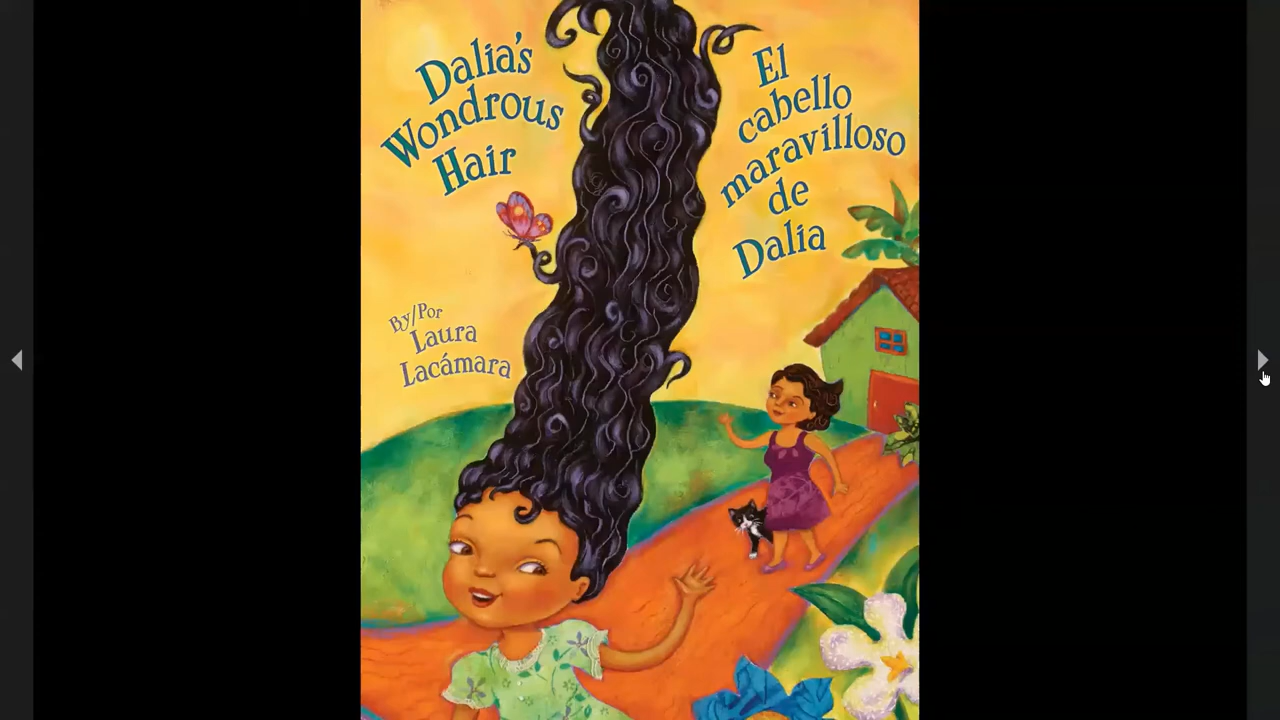 Dalia's
Wondrous
Hair
El
cabello
maravilloso
de
Dalia
By/Por
Laura
Lacámara